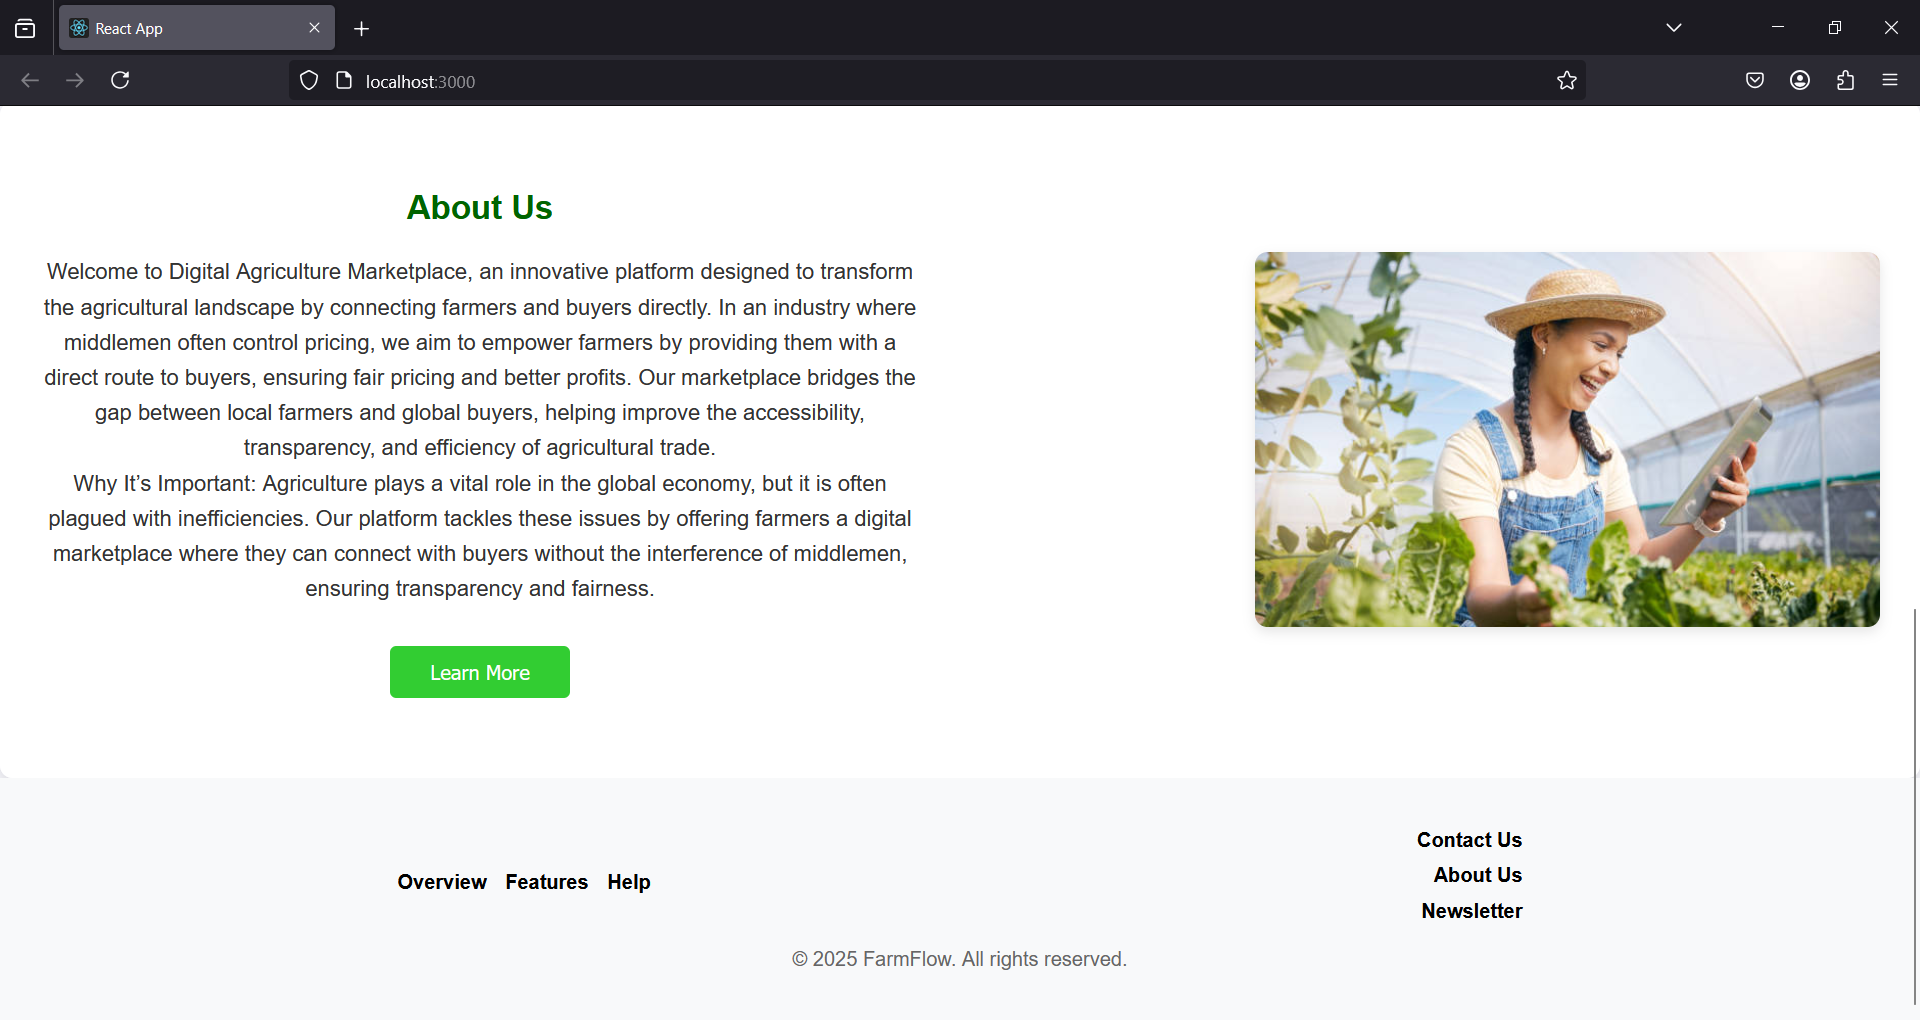 React App
localhost:3000
About Us
Welcome to Digital Agriculture Marketplace, an innovative platform designed to transform
the agricultural landscape by connecting farmers and buyers directly. In an industry where
middlemen often control pricing, we aim to empower farmers by providing them with a
direct route to buyers, ensuring fair pricing and better profits. Our marketplace bridges the
gap between local farmers and global buyers, helping improve the accessibility,
transparency, and efficiency of agricultural trade.
Why It’s Important: Agriculture plays a vital role in the global economy, but it is often
plagued with inefficiencies. Our platform tackles these issues by offering farmers a digital
marketplace where they can connect with buyers without the interference of middlemen,
ensuring transparency and fairness.
Learn More
Overview Features Help
Contact Us
About Us
Newsletter
© 2025 FarmFlow. All rights reserved.